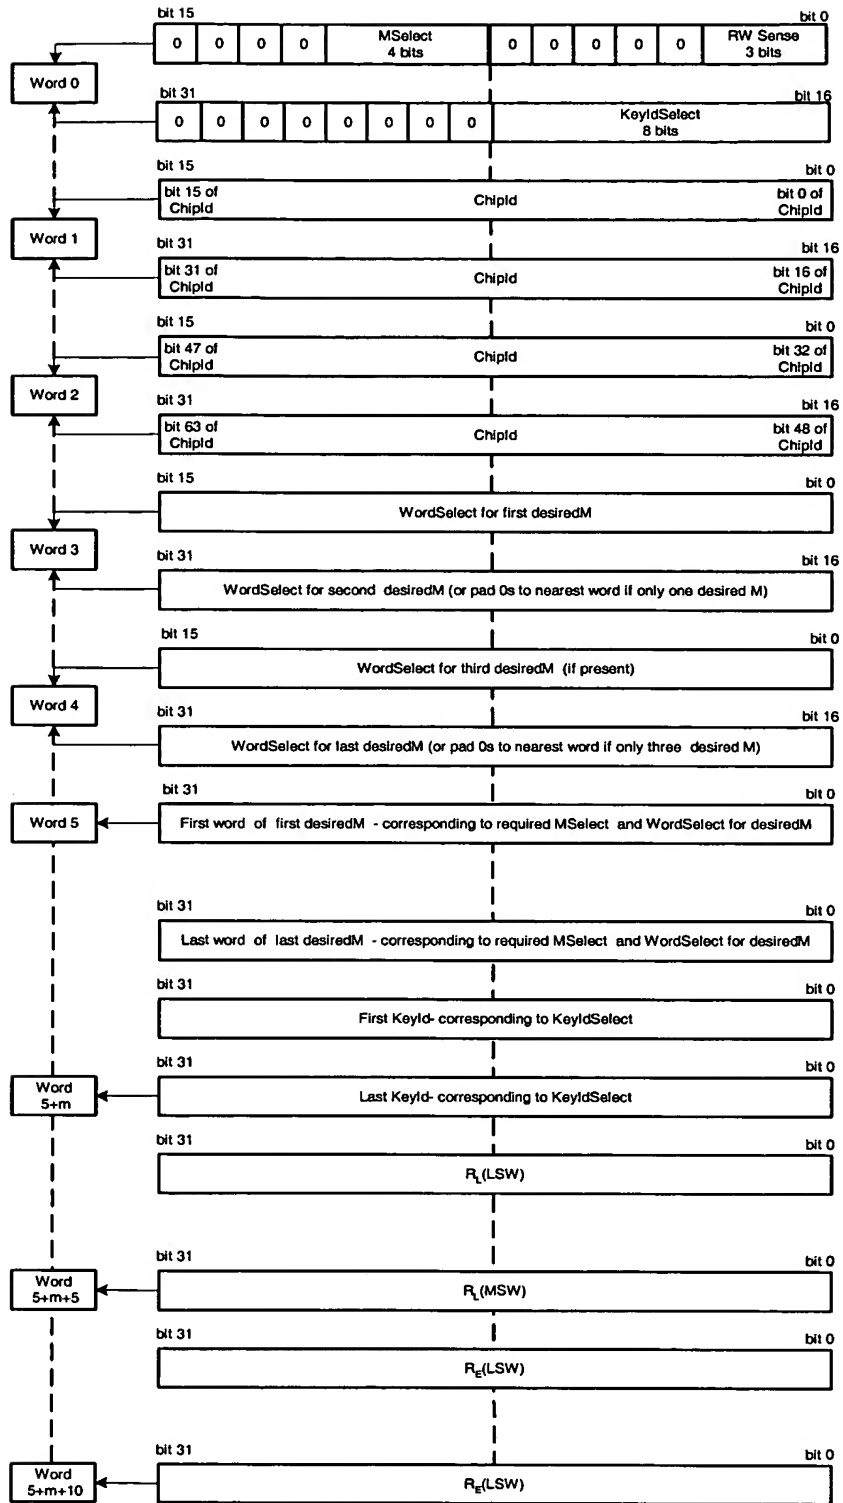 bit 15 bit 0
0 0 0 0 MSelect 4 bits 0 0 0 0 0 RW Sense 3 bits
Word 0
bit 31 bit 16
0 0 0 0 0 0 0 0 KeyIdSelect 8 bits
bit 15 bit 0
bit 15 of ChipId ChipId bit 0 of ChipId
Word 1
bit 31 bit 16
bit 31 of ChipId ChipId bit 16 of ChipId
bit 15 bit 0
bit 47 of ChipId ChipId bit 32 of ChipId
Word 2
bit 31 bit 16
bit 63 of ChipId ChipId bit 48 of ChipId
bit 15 bit 0
WordSelect for first desiredM
Word 3
bit 31 bit 16
WordSelect for second desiredM (or pad 0s to nearest word if only one desired M)
bit 15 bit 0
WordSelect for third desiredM (if present)
Word 4
bit 31 bit 16
WordSelect for last desiredM (or pad 0s to nearest word if only three desired M)
bit 31 bit 0
Word 5 First word of first desiredM - corresponding to required MSelect and WordSelect for desiredM
bit 31 bit 0
Last word of last desiredM - corresponding to required MSelect and WordSelect for desiredM
bit 31 bit 0
First KeyId- corresponding to KeyIdSelect
bit 31 bit 0
Word 5+m Last KeyId- corresponding to KeyIdSelect
bit 31 bit 0
RL(LSW)
bit 31 bit 0
Word 5+m+5 RL(MSW)
bit 31 bit 0
RE(LSW)
bit 31 bit 0
Word 5+m+10 RE(LSW)